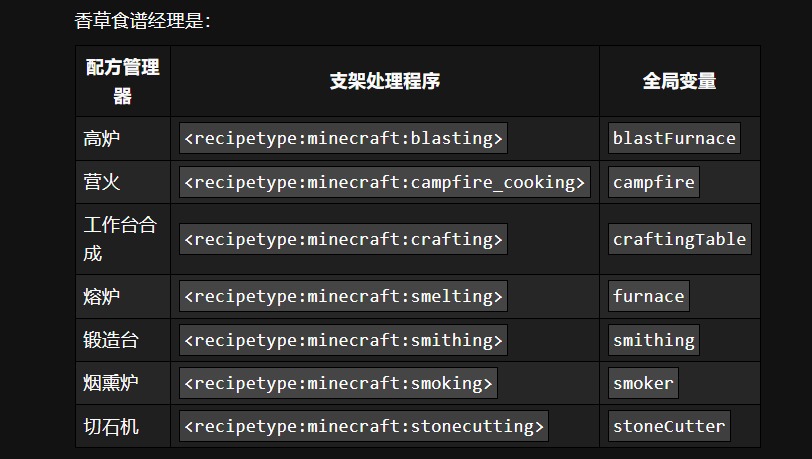 香草食谱经理是：
配方管理
器
支架处理程序
全局变量
高炉
<recipetype:minecraft:blasting>
blastFurnace
营火
<recipetype:minecraft:campfire_cooking>
campfire
工作台合
成
<recipetype:minecraft:crafting>
craftingTable
熔炉
<recipetype:minecraft:smelting>
furnace
锻造台
<recipetype:minecraft:smithing>
smithing
烟熏炉
<recipetype:minecraft:smoking>
smoker
切石机
<recipetype:minecraft:stonecutting>
stoneCutter